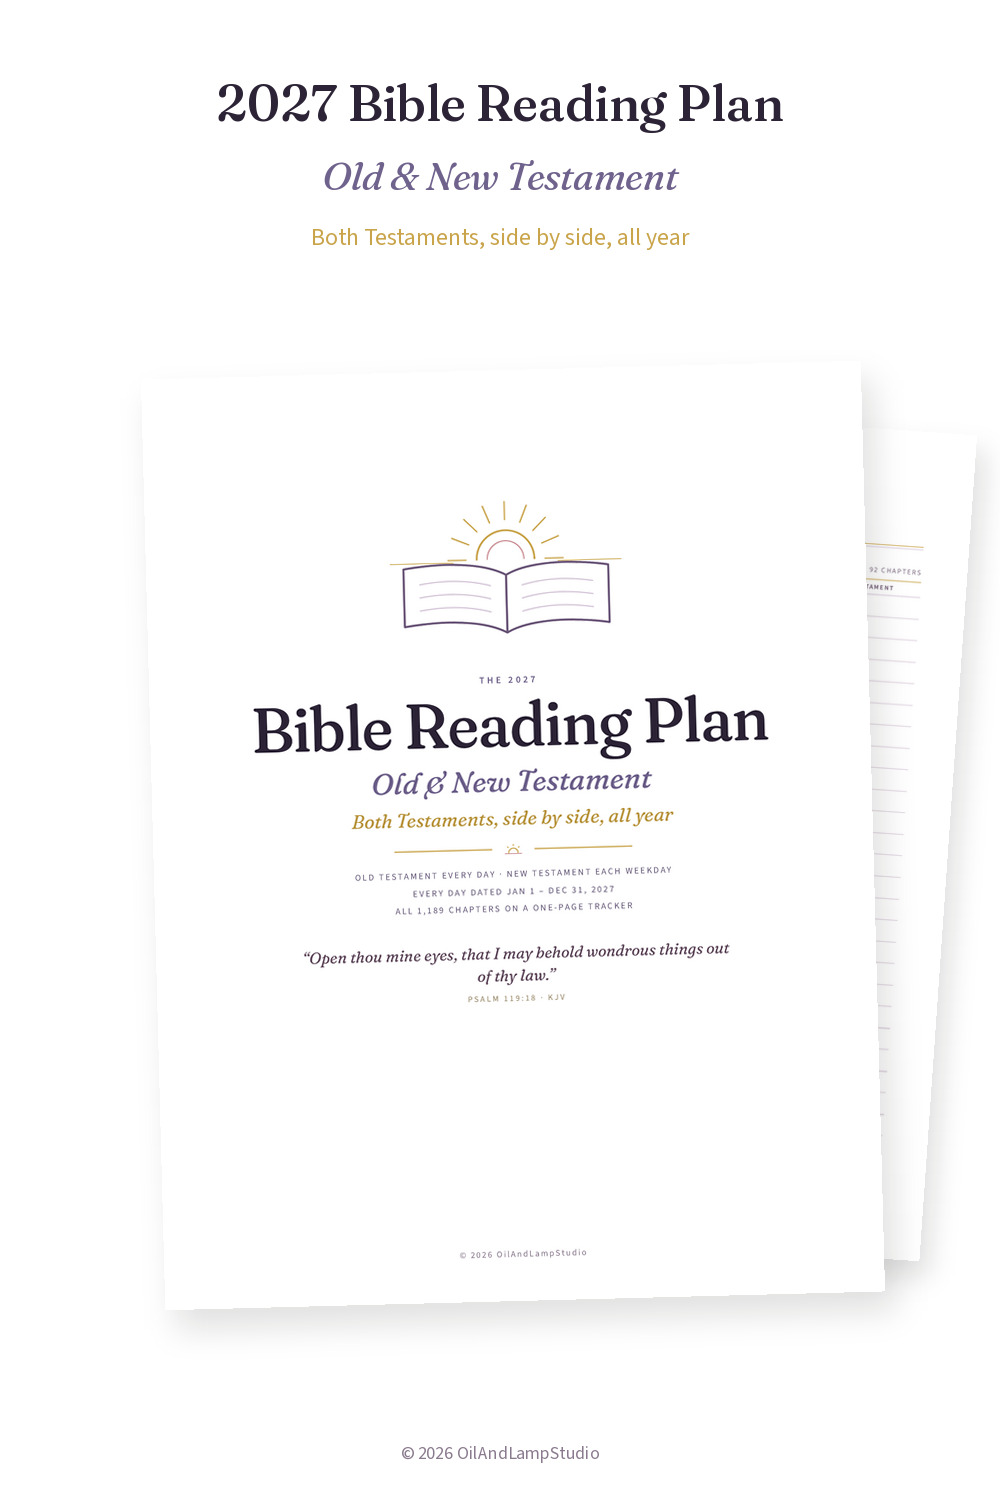 2027 Bible Reading Plan
Old & New Testament
Both Testaments, side by side, all year
92 CHAPTERS
THE 2027
Bible Reading Plan
Old & New Testament
Both Testaments, side by side, all year
OLD TESTAMENT EVERY DAY · NEW TESTAMENT EACH WEEKDAY
EVERY DAY DATED JAN 1 – DEC 31, 2027
ALL 1,189 CHAPTERS ON A ONE-PAGE TRACKER
“Open thou mine eyes, that I may behold wondrous things out
of thy law.”
PSALM 119:18 · KJV
© 2026 OilAndLampStudio
© 2026 OilAndLampStudio